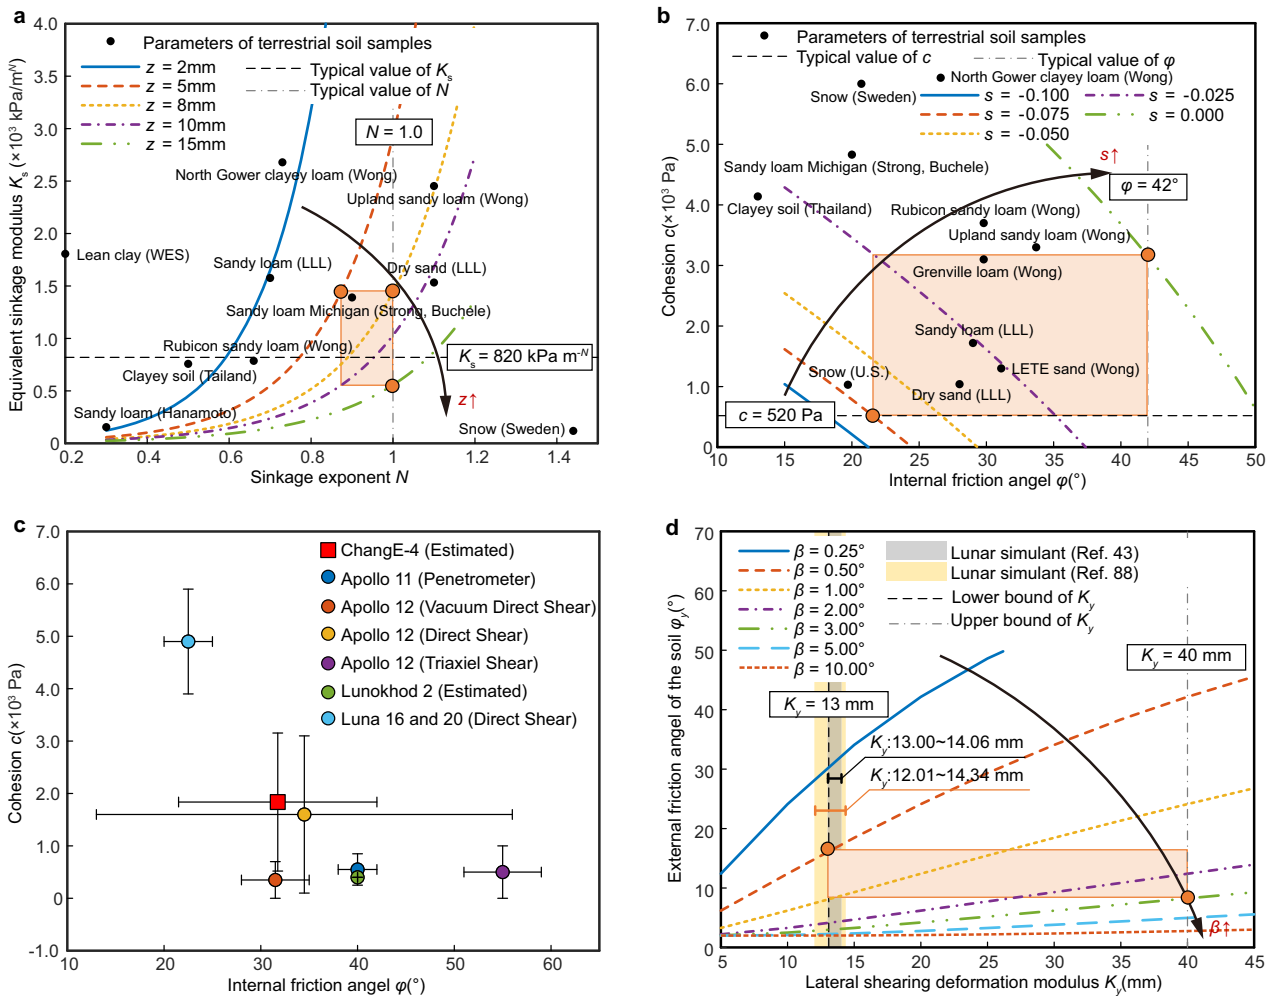 a
4.0
3.5
3.0
2.5
2.0
1.5
1.0
0.5
0
0.2
0.4
0.6
0.8
1.0
1.2
1.4
Equivalent sinkage modulus Ks (×10³ kPa/mᴺ)
Sinkage exponent N
Parameters of terrestrial soil samples
z = 2mm
z = 5mm
z = 8mm
z = 10mm
z = 15mm
Typical value of Ks
Typical value of N
N = 1.0
North Gower clayey loam (Wong)
Upland sandy loam (Wong)
Lean clay (WES)
Sandy loam (LLL)
Dry sand (LLL)
Sandy loam Michigan (Strong, Buchele)
Rubicon sandy loam (Wong)
Ks = 820 kPa m⁻ᴺ
Clayey soil (Tailand)
z↑
Sandy loam (Hanamoto)
Snow (Sweden)
b
7.0
6.0
5.0
4.0
3.0
2.0
1.0
0
10
15
20
25
30
35
40
45
50
Cohesion c(×10³ Pa)
Internal friction angel φ(°)
Parameters of terrestrial soil samples
Typical value of c
Typical value of φ
North Gower clayey loam (Wong)
Snow (Sweden)
s = -0.100
s = -0.075
s = -0.050
s = -0.025
s = 0.000
Sandy loam Michigan (Strong, Buchele)
s↑
φ = 42°
Clayey soil (Thailand)
Rubicon sandy loam (Wong)
Upland sandy loam (Wong)
Grenville loam (Wong)
Sandy loam (LLL)
Snow (U.S.)
LETE sand (Wong)
Dry sand (LLL)
c = 520 Pa
c
7.0
6.0
5.0
4.0
3.0
2.0
1.0
0
-1.0
10
20
30
40
50
60
Cohesion c(×10³ Pa)
Internal friction angel φ(°)
ChangE-4 (Estimated)
Apollo 11 (Penetrometer)
Apollo 12 (Vacuum Direct Shear)
Apollo 12 (Direct Shear)
Apollo 12 (Triaxiel Shear)
Lunokhod 2 (Estimated)
Luna 16 and 20 (Direct Shear)
d
70
60
50
40
30
20
10
0
5
10
15
20
25
30
35
40
45
External friction angel of the soil φy(°)
Lateral shearing deformation modulus Ky(mm)
β = 0.25°
β = 0.50°
β = 1.00°
β = 2.00°
β = 3.00°
β = 5.00°
β = 10.00°
Lunar simulant (Ref. 43)
Lunar simulant (Ref. 88)
Lower bound of Ky
Upper bound of Ky
Ky = 40 mm
Ky = 13 mm
Ky:13.00~14.06 mm
Ky:12.01~14.34 mm
β↑